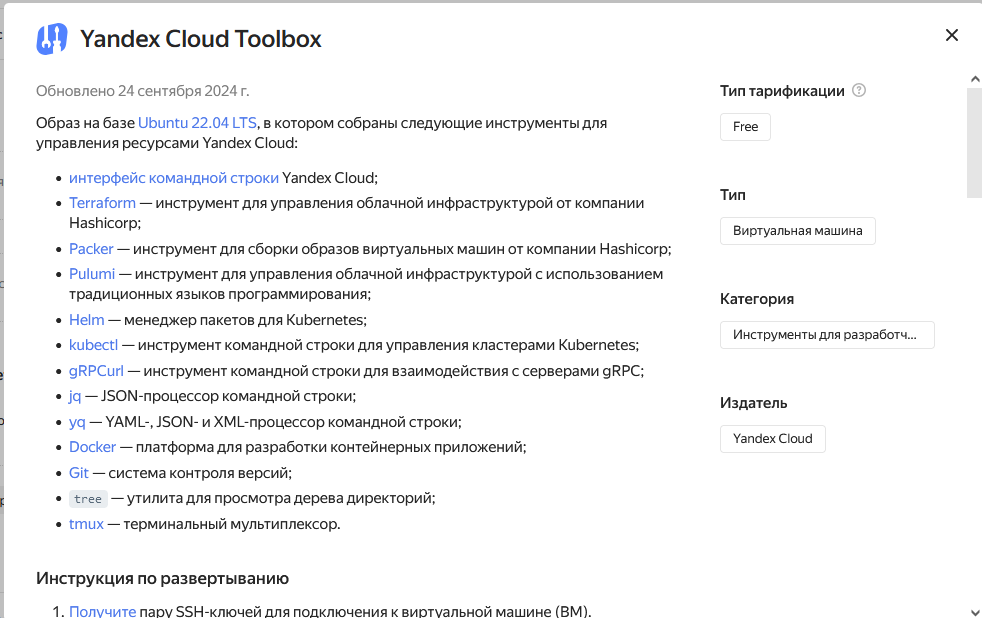 Yandex Cloud Toolbox
Обновлено 24 сентября 2024 г.
Образ на базе Ubuntu 22.04 LTS, в котором собраны следующие инструменты для
управления ресурсами Yandex Cloud:
• интерфейс командной строки Yandex Cloud;
• Terraform — инструмент для управления облачной инфраструктурой от компании
Hashicorp;
• Packer — инструмент для сборки образов виртуальных машин от компании Hashicorp;
• Pulumi — инструмент для управления облачной инфраструктурой с использованием
традиционных языков программирования;
• Helm — менеджер пакетов для Kubernetes;
• kubectl — инструмент командной строки для управления кластерами Kubernetes;
• gRPCurl — инструмент командной строки для взаимодействия с серверами gRPC;
• jq — JSON-процессор командной строки;
• yq — YAML-, JSON- и XML-процессор командной строки;
• Docker — платформа для разработки контейнерных приложений;
• Git — система контроля версий;
• tree — утилита для просмотра дерева директорий;
• tmux — терминальный мультиплексор.
Инструкция по развертыванию
1. Получите пару SSH-ключей для подключения к виртуальной машине (ВМ).
Тип тарификации ?
Free
Тип
Виртуальная машина
Категория
Инструменты для разработч...
Издатель
Yandex Cloud